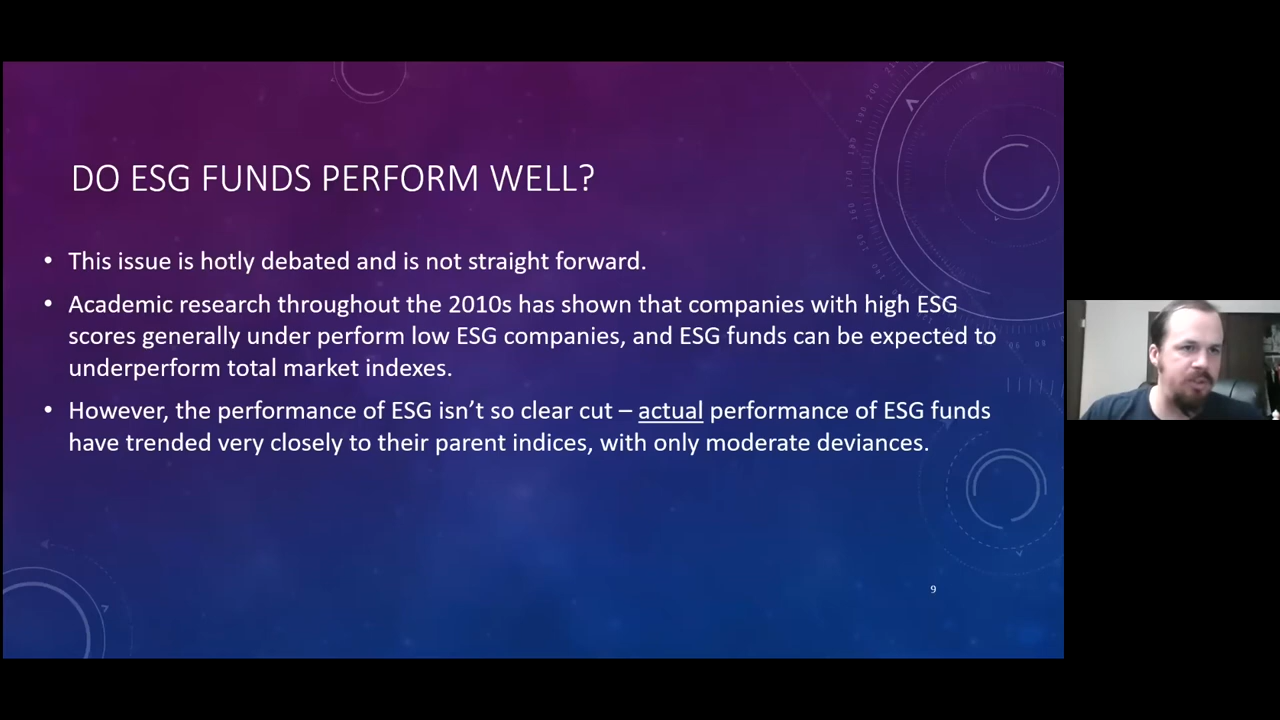 DO ESG FUNDS PERFORM WELL?
• This issue is hotly debated and is not straight forward.
• Academic research throughout the 2010s has shown that companies with high ESG
scores generally under perform low ESG companies, and ESG funds can be expected to
underperform total market indexes.
• However, the performance of ESG isn’t so clear cut – actual performance of ESG funds
have trended very closely to their parent indices, with only moderate deviances.
9